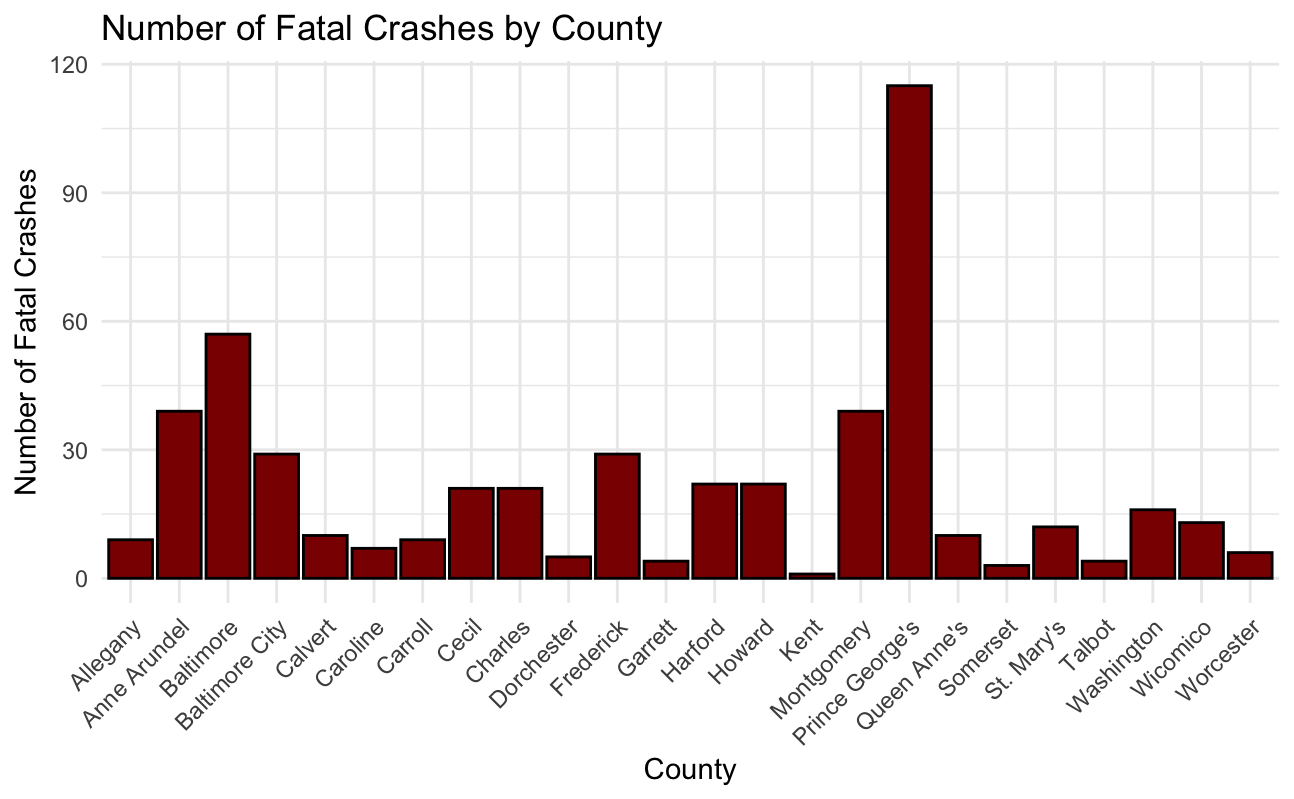 Number of Fatal Crashes by County
Number of Fatal Crashes
120
90
60
30
0
Allegany
Anne Arundel
Baltimore
Baltimore City
Calvert
Caroline
Carroll
Cecil
Charles
Dorchester
Frederick
Garrett
Harford
Howard
Kent
Montgomery
Prince George's
Queen Anne's
Somerset
St. Mary's
Talbot
Washington
Wicomico
Worcester
County